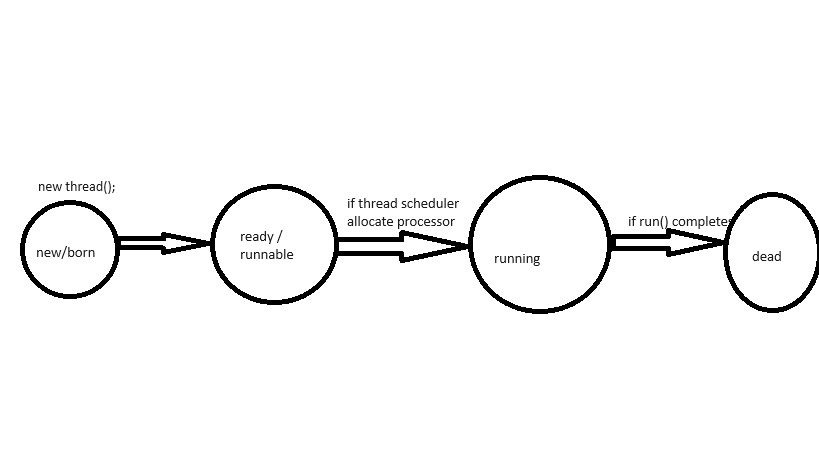 new thread();
new/born
ready /
runnable
if thread scheduler
allocate processor
running
if run() completes
dead